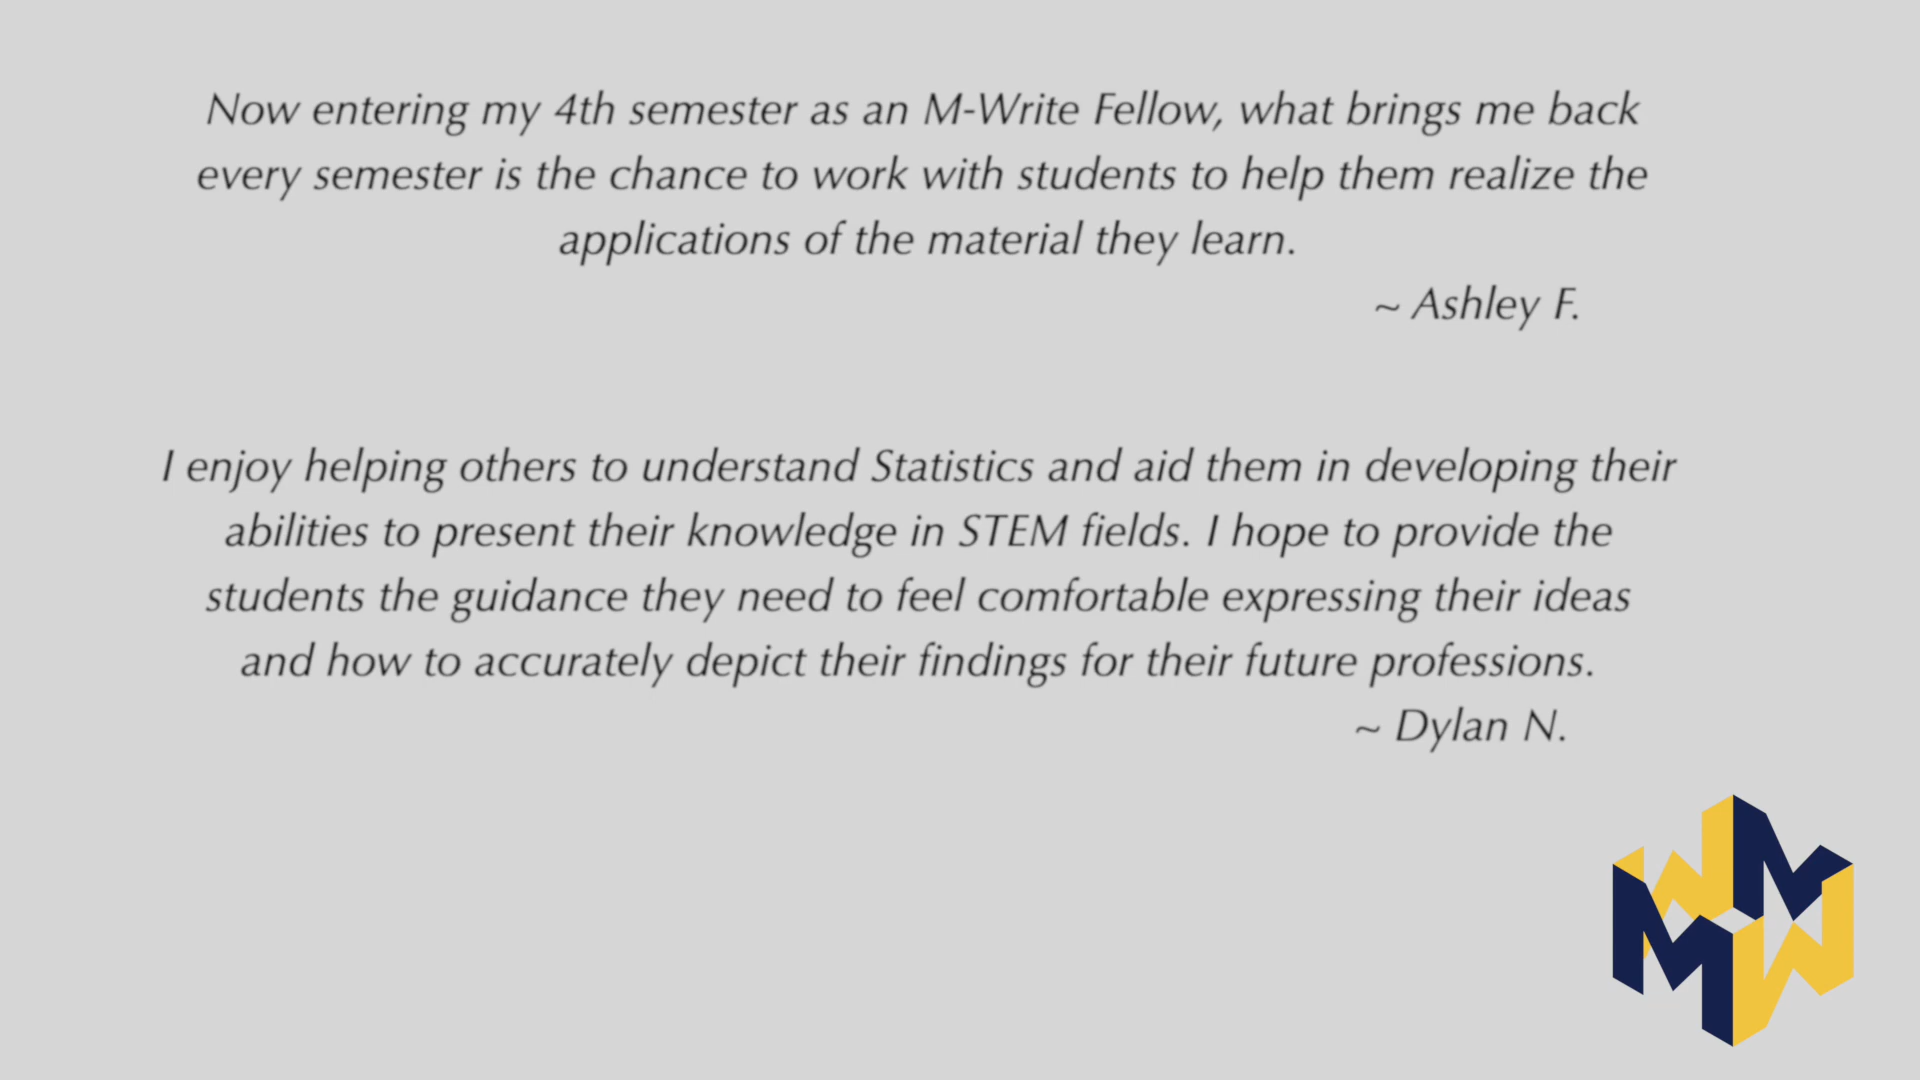 Now entering my 4th semester as an M-Write Fellow, what brings me back
every semester is the chance to work with students to help them realize the
applications of the material they learn.
~ Ashley F.
I enjoy helping others to understand Statistics and aid them in developing their
abilities to present their knowledge in STEM fields. I hope to provide the
students the guidance they need to feel comfortable expressing their ideas
and how to accurately depict their findings for their future professions.
~ Dylan N.